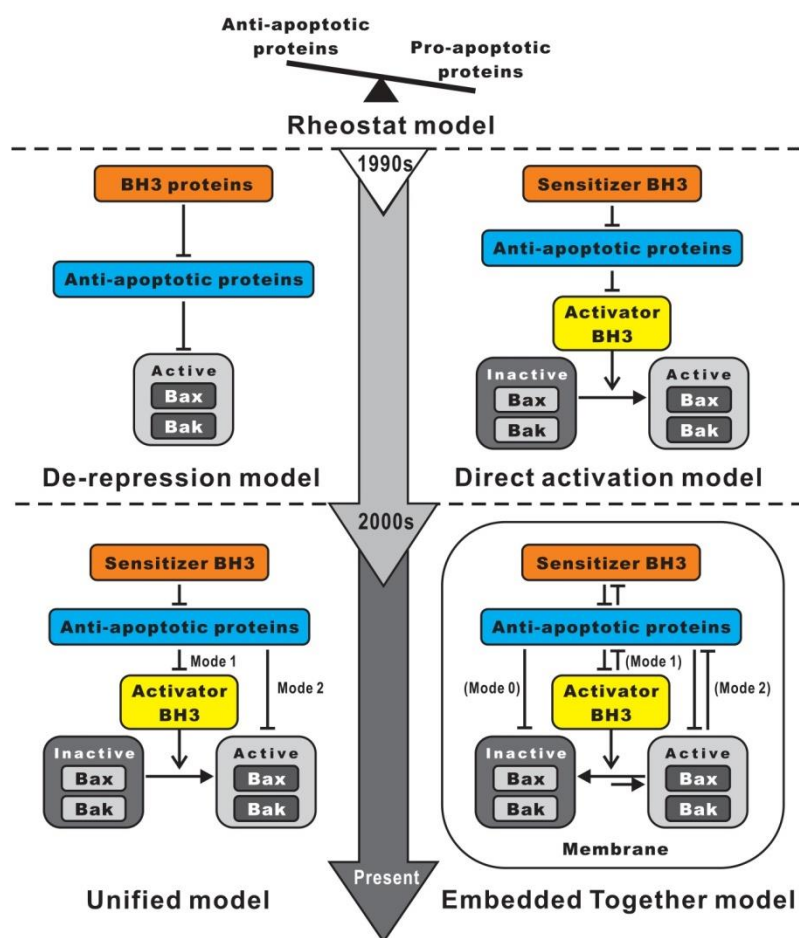 Anti-apoptotic
proteins
Pro-apoptotic
proteins
Rheostat model
1990s
BH3 proteins
Anti-apoptotic proteins
Active
Bax
Bak
De-repression model
Sensitizer BH3
Anti-apoptotic proteins
Activator
BH3
Inactive
Bax
Bak
Active
Bax
Bak
Direct activation model
2000s
Sensitizer BH3
Anti-apoptotic proteins
Mode 1
Mode 2
Activator
BH3
Inactive
Bax
Bak
Active
Bax
Bak
Unified model
Sensitizer BH3
Anti-apoptotic proteins
(Mode 0)
(Mode 1)
(Mode 2)
Activator
BH3
Inactive
Bax
Bak
Active
Bax
Bak
Membrane
Embedded Together model
Present